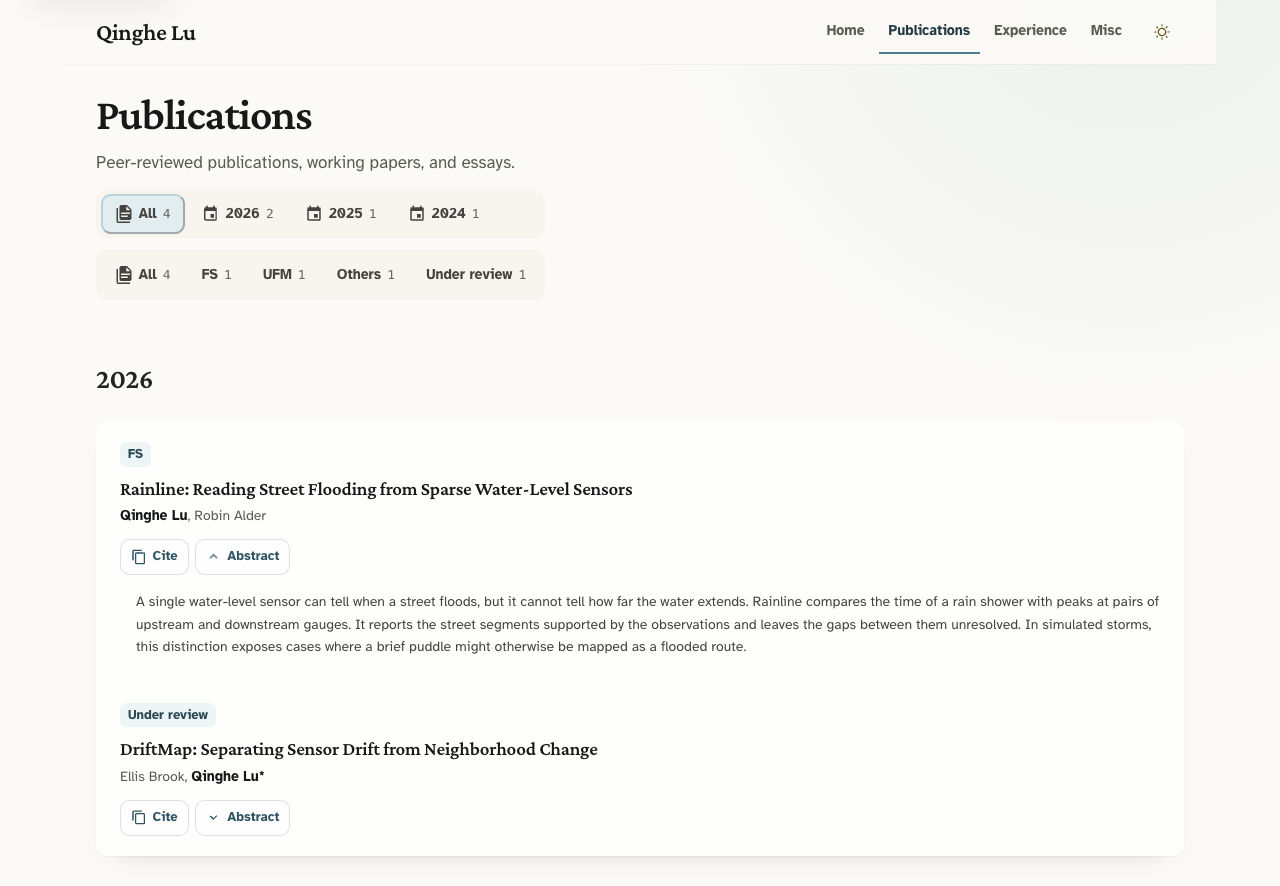 Qinghe Lu
Home Publications Experience Misc
Publications
Peer-reviewed publications, working papers, and essays.
All 4 2026 2 2025 1 2024 1
All 4 FS 1 UFM 1 Others 1 Under review 1
2026
FS
Rainline: Reading Street Flooding from Sparse Water-Level Sensors
Qinghe Lu, Robin Alder
Cite Abstract
A single water-level sensor can tell when a street floods, but it cannot tell how far the water extends. Rainline compares the time of a rain shower with peaks at pairs of
upstream and downstream gauges. It reports the street segments supported by the observations and leaves the gaps between them unresolved. In simulated storms,
this distinction exposes cases where a brief puddle might otherwise be mapped as a flooded route.
Under review
DriftMap: Separating Sensor Drift from Neighborhood Change
Ellis Brook, Qinghe Lu*
Cite Abstract